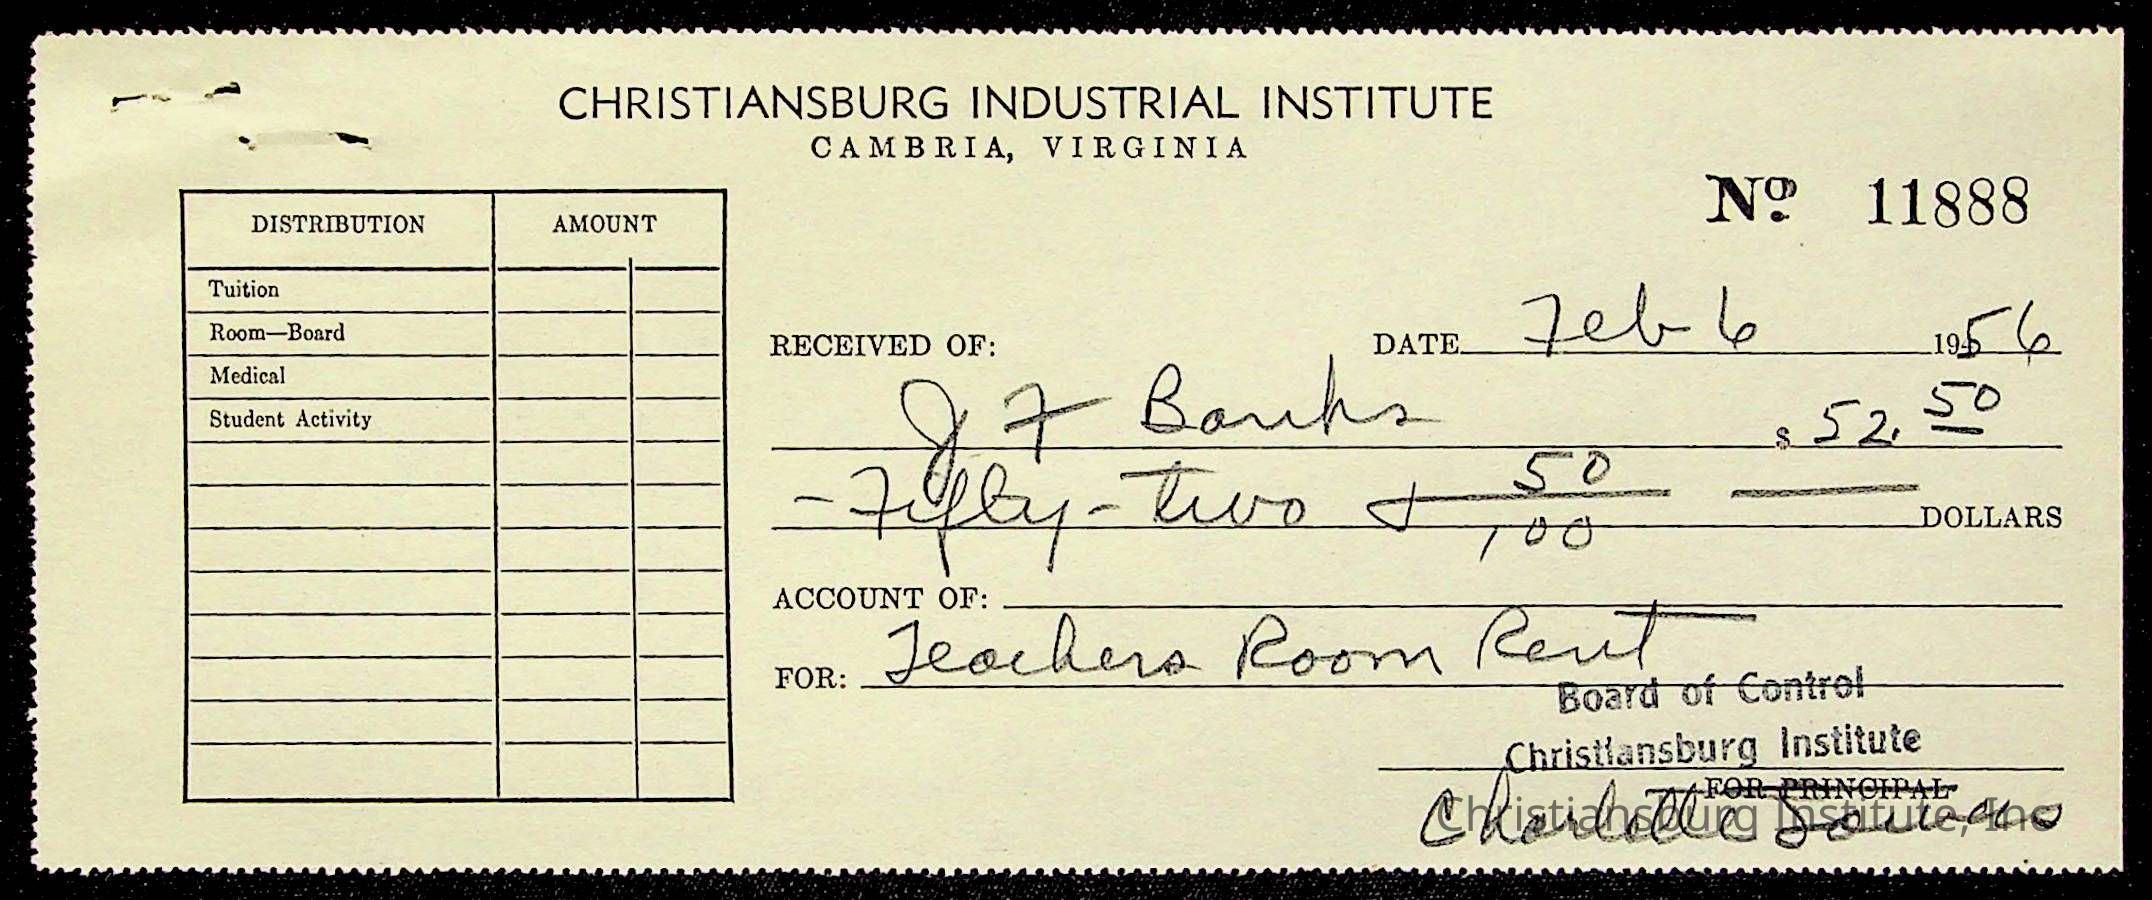 CHRISTIANSBURG INDUSTRIAL INSTITUTE
CAMBRIA, VIRGINIA
Nº 11888
DISTRIBUTION AMOUNT
Tuition
Room—Board
Medical
Student Activity
RECEIVED OF: DATE Feb 6 1956
J F Banks $ 52.50
- Fifty-two + 50/100 DOLLARS
ACCOUNT OF:
FOR: Teachers Room Rent
Board of Control
Christiansburg Institute
FOR PRINCIPAL
Charlotte
Christiansburg Institute, Inc